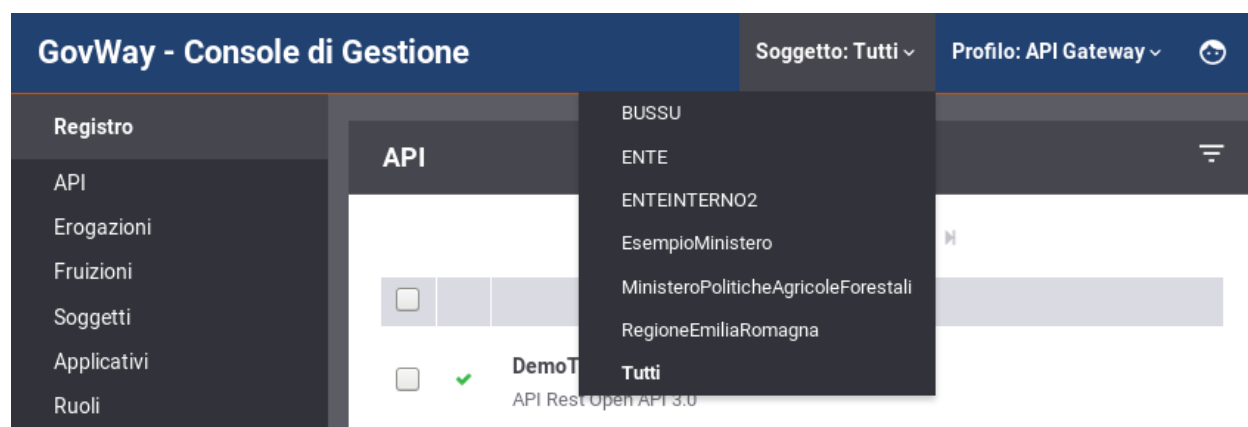 GovWay - Console di Gestione
Soggetto: Tutti
Profilo: API Gateway
Registro
API
Erogazioni
Fruizioni
Soggetti
Applicativi
Ruoli
API
BUSSU
ENTE
ENTEINTERNO2
EsempioMinistero
MinisteroPoliticheAgricoleForestali
RegioneEmiliaRomagna
Tutti
DemoT
API Rest Open API 3.0